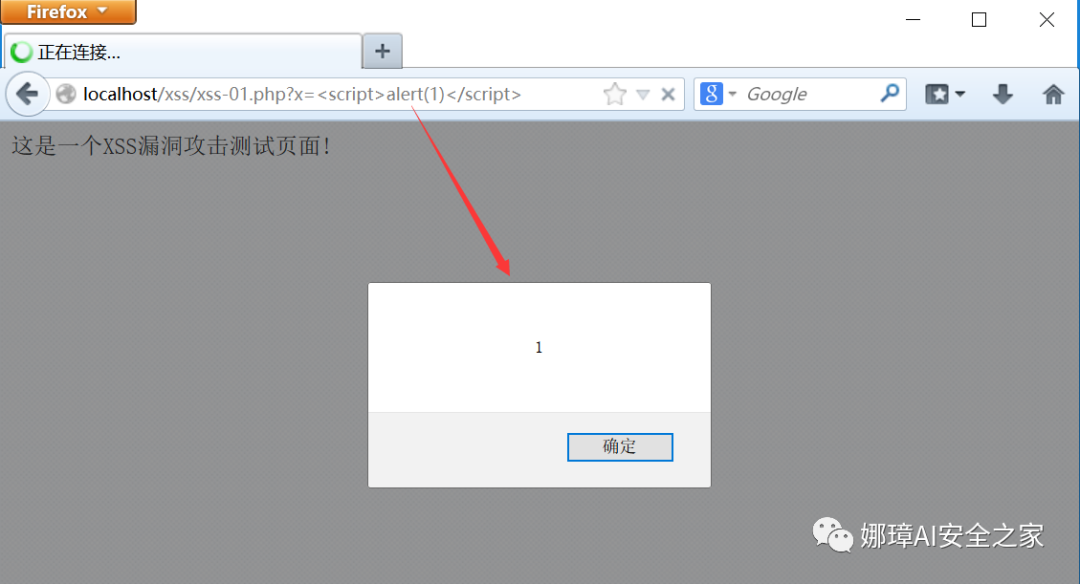 Firefox
正在连接...
localhost/xss/xss-01.php?x=<script>alert(1)</script>
8 Google
这是一个XSS漏洞攻击测试页面!
1
确定
娜璋AI安全之家